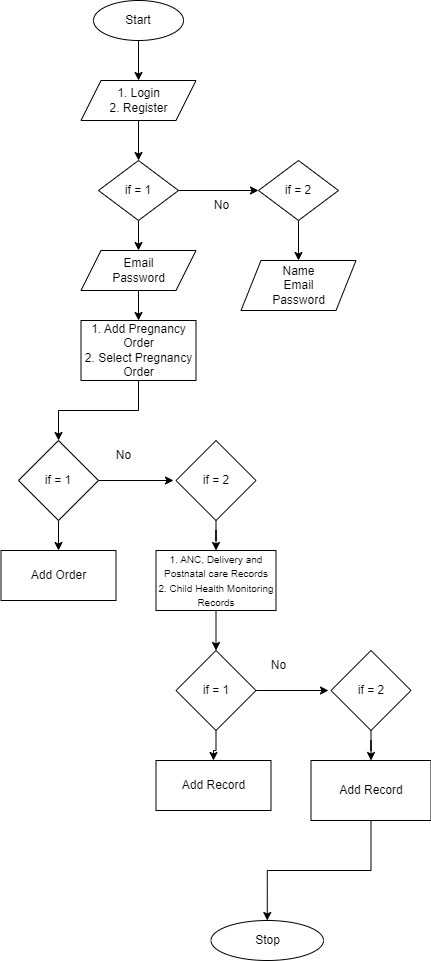 Start
1. Login
2. Register
if = 1
No
if = 2
Email
Password
Name
Email
Password
1. Add Pregnancy
Order
2. Select Pregnancy
Order
if = 1
No
if = 2
Add Order
1. ANC, Delivery and
Postnatal care Records
2. Child Health Monitoring
Records
if = 1
No
if = 2
Add Record
Add Record
Stop